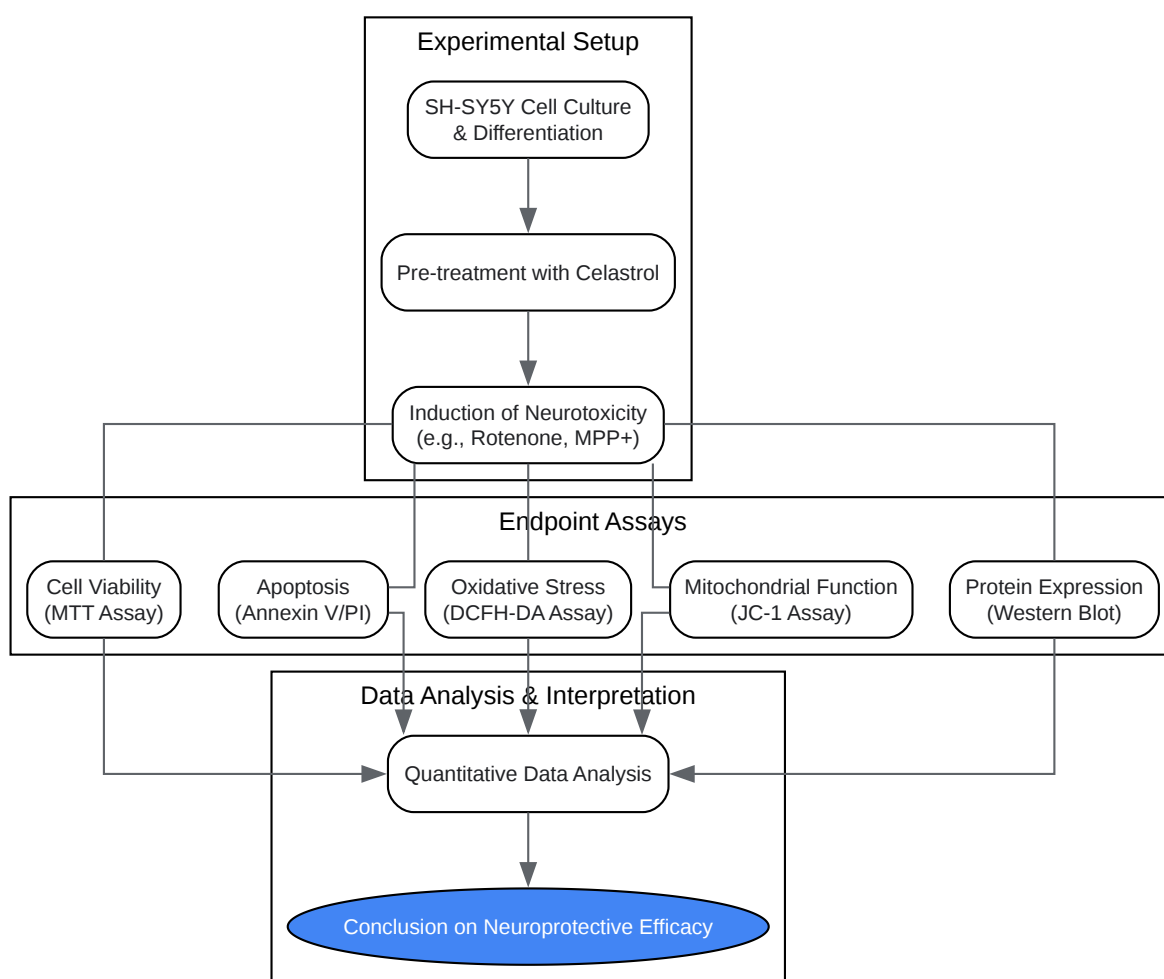 Experimental Setup
SH-SY5Y Cell Culture
& Differentiation
Pre-treatment with Celastrol
Induction of Neurotoxicity
(e.g., Rotenone, MPP+)
Endpoint Assays
Cell Viability
(MTT Assay)
Apoptosis
(Annexin V/PI)
Oxidative Stress
(DCFH-DA Assay)
Mitochondrial Function
(JC-1 Assay)
Protein Expression
(Western Blot)
Data Analysis & Interpretation
Quantitative Data Analysis
Conclusion on Neuroprotective Efficacy